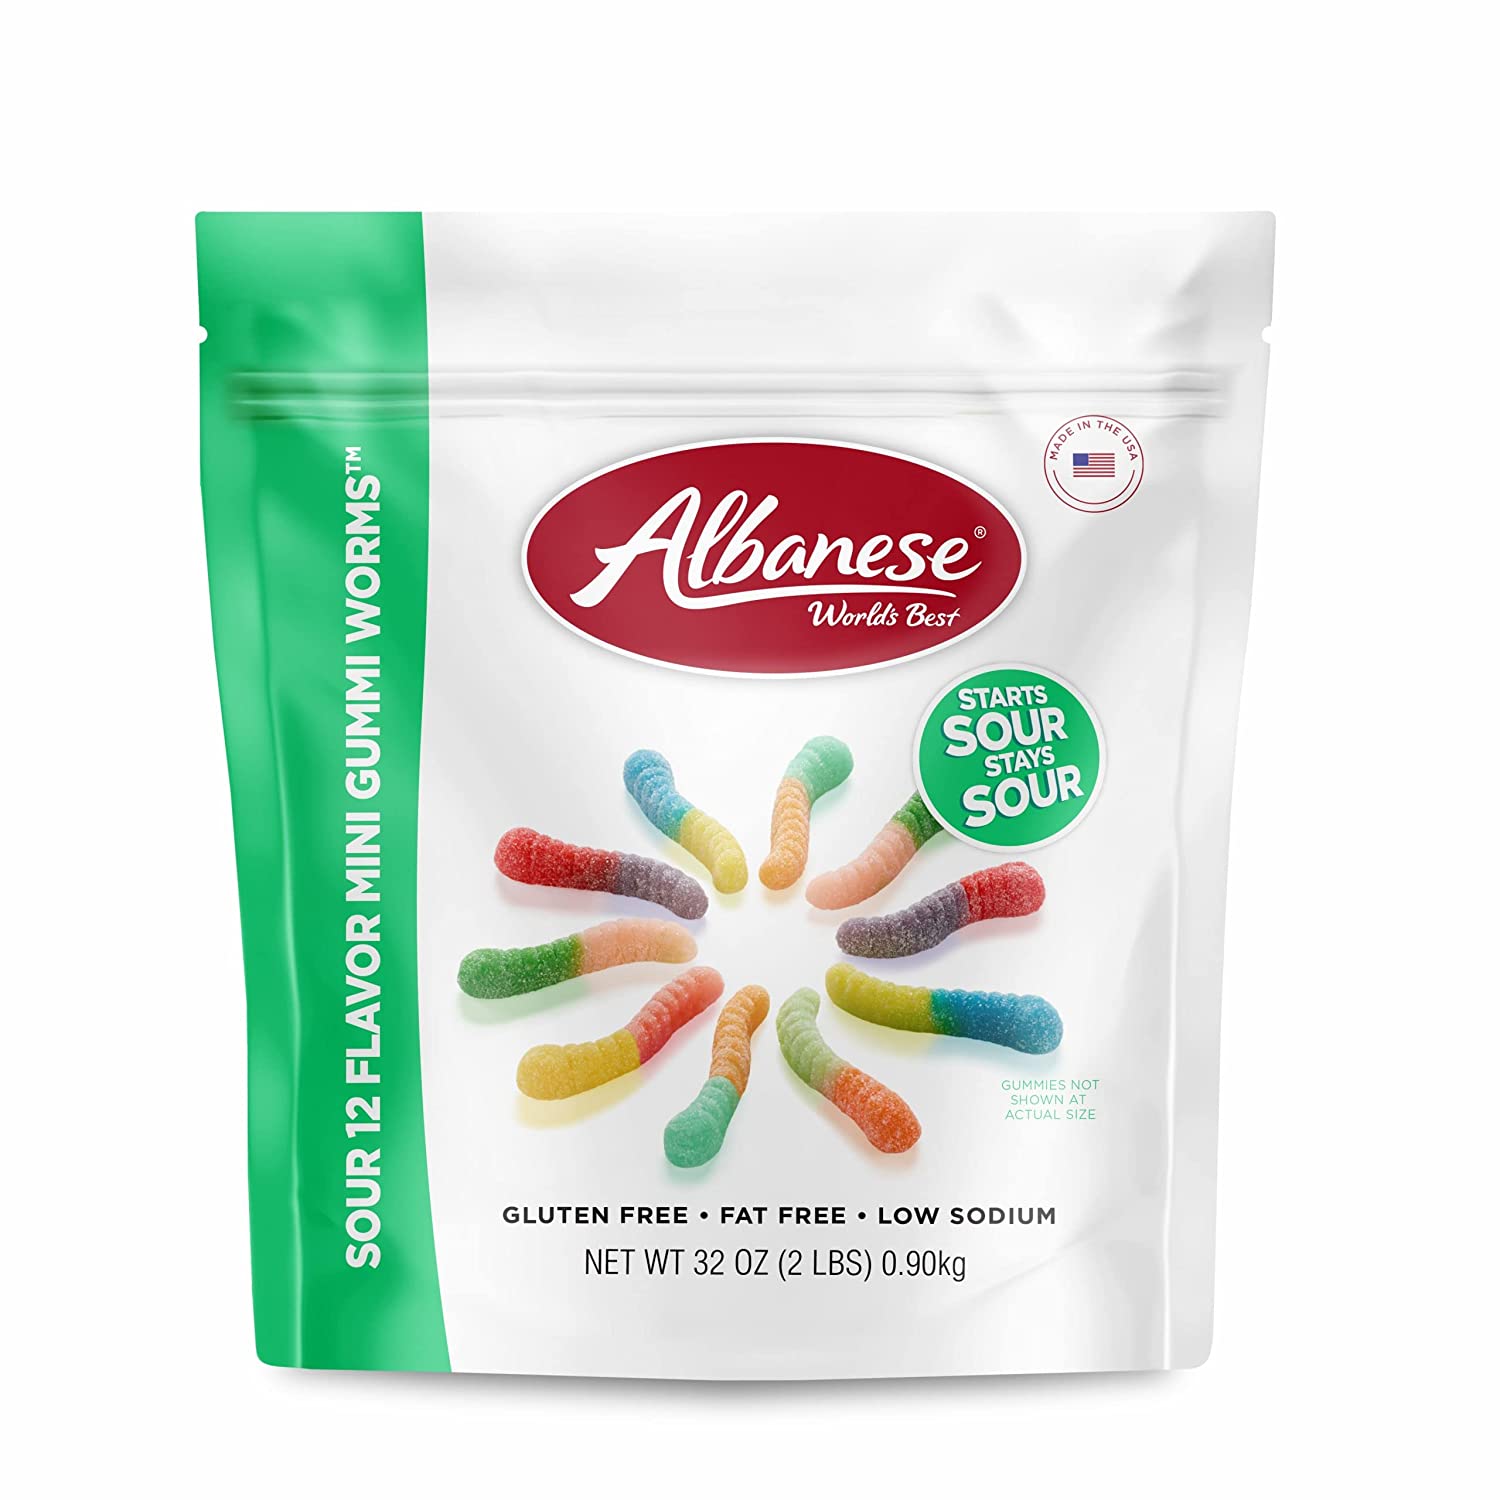 SOUR 12 FLAVOR MINI GUMMI WORMS™
MADE IN THE USA
Albanese®
World's Best
STARTS
SOUR
STAYS
SOUR
GUMMIES NOT
SHOWN AT
ACTUAL SIZE
GLUTEN FREE • FAT FREE • LOW SODIUM
NET WT 32 OZ (2 LBS) 0.90kg